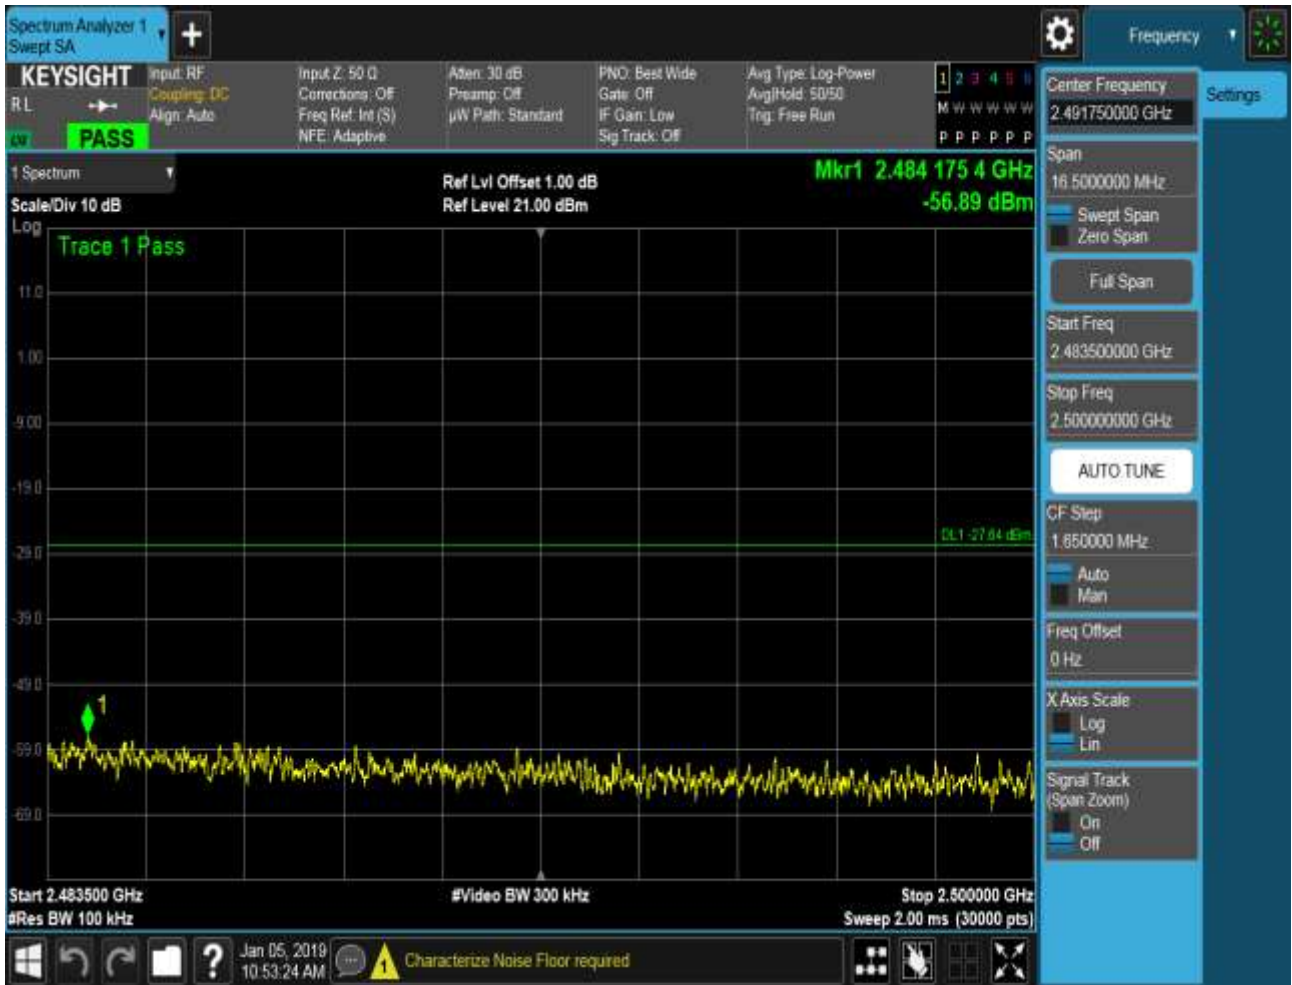 Spectrum Analyzer 1
Swept SA
+
Frequency
KEYSIGHT
R L
PASS
Input: RF
Coupling: DC
Align: Auto
Input Z: 50 Ω
Corrections: Off
Freq Ref: Int (S)
NFE: Adaptive
Atten: 30 dB
Preamp: Off
µW Path: Standard
PNO: Best Wide
Gate: Off
IF Gain: Low
Sig Track: Off
Avg Type: Log-Power
Avg|Hold: 50/50
Trig: Free Run
1 2 3 4 5 6
M W W W W W
P P P P P P
1 Spectrum
Scale/Div 10 dB
Ref Lvl Offset 1.00 dB
Ref Level 21.00 dBm
Mkr1 2.484 175 4 GHz
-56.89 dBm
Log
Trace 1 Pass
11.0
1.00
-9.00
-19.0
-29.0
-39.0
-49.0
-59.0
-69.0
DL1 -27.64 dBm
1
Start 2.483500 GHz
#Res BW 100 kHz
#Video BW 300 kHz
Stop 2.500000 GHz
Sweep 2.00 ms (30000 pts)
Center Frequency
2.491750000 GHz
Settings
Span
16.5000000 MHz
Swept Span
Zero Span
Full Span
Start Freq
2.483500000 GHz
Stop Freq
2.500000000 GHz
AUTO TUNE
CF Step
1.650000 MHz
Auto
Man
Freq Offset
0 Hz
X Axis Scale
Log
Lin
Signal Track
(Span Zoom)
On
Off
?
Jan 05, 2019
10:53:24 AM
1
Characterize Noise Floor required